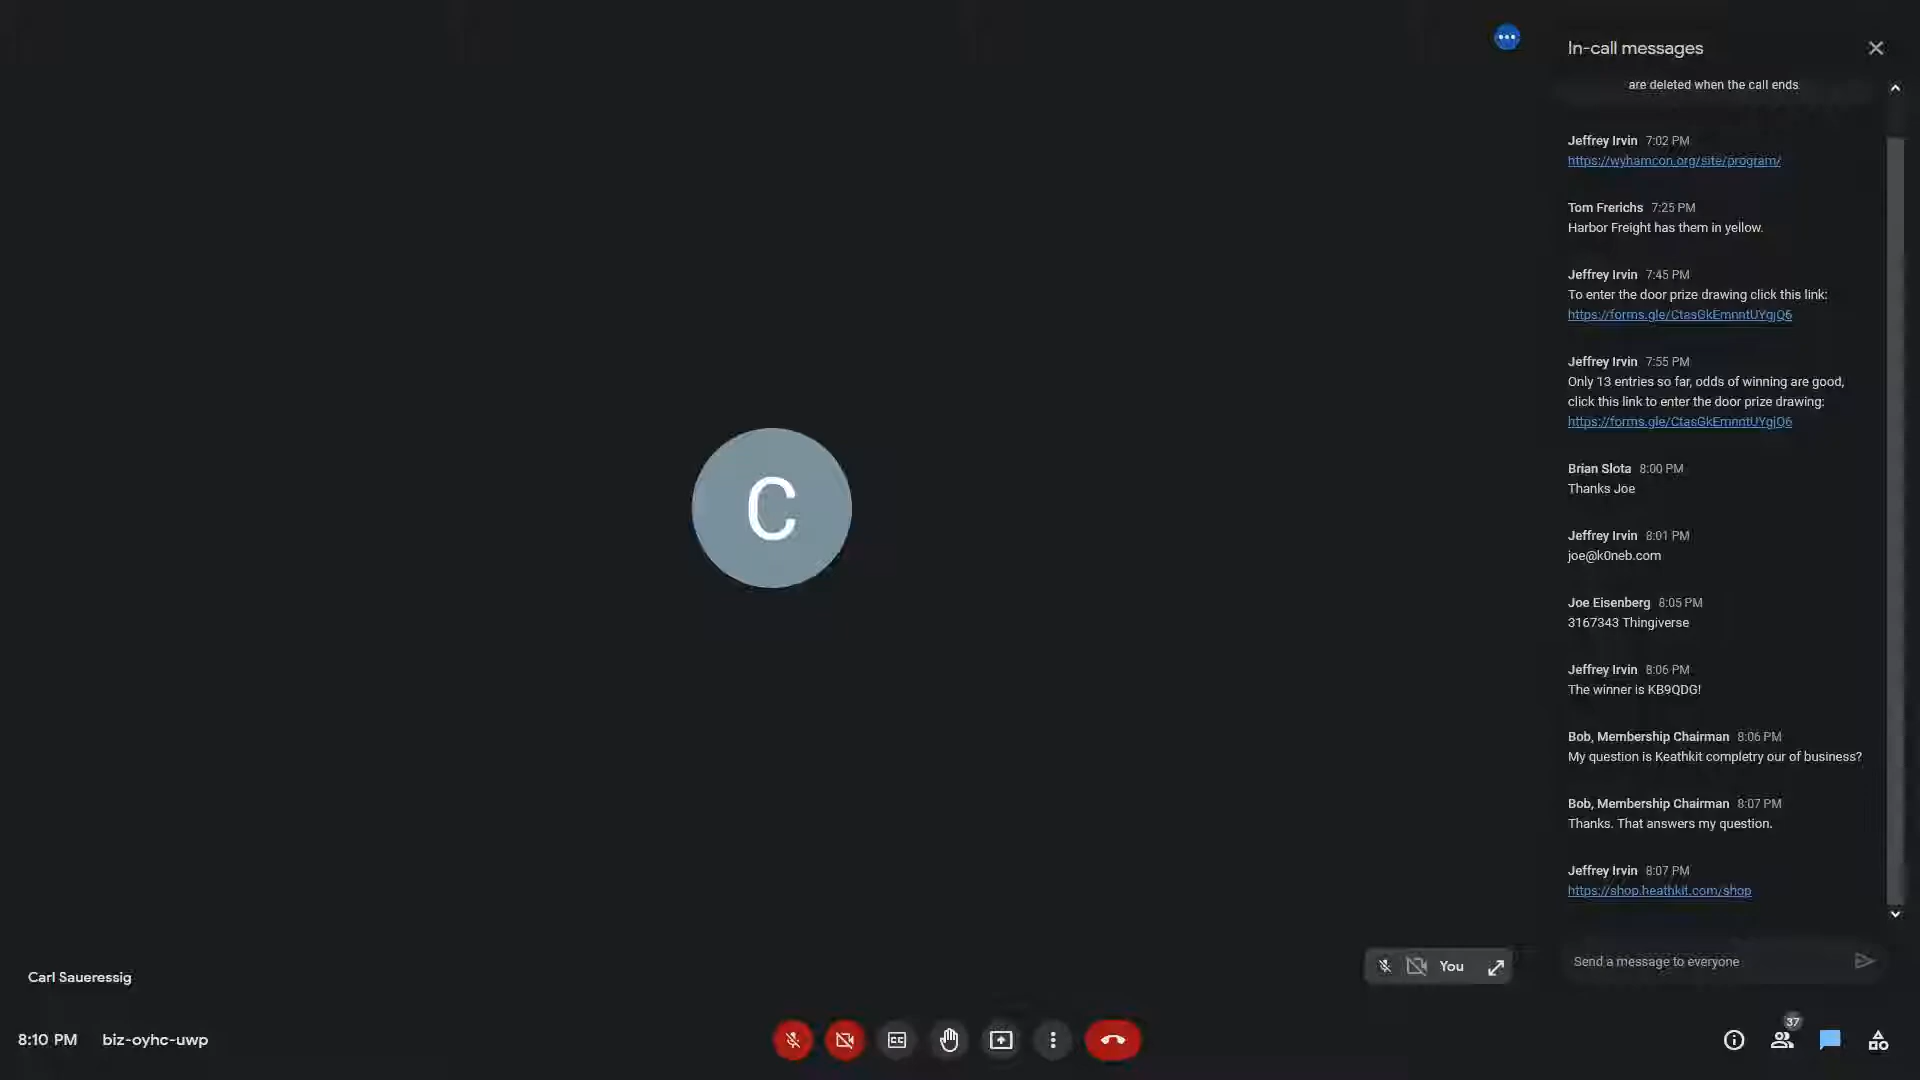 In-call messages
are deleted when the call ends.
Jeffrey Irvin 7:02 PM
https://wyhamcon.org/site/program/
Tom Frerichs 7:25 PM
Harbor Freight has them in yellow.
Jeffrey Irvin 7:45 PM
To enter the door prize drawing click this link:
https://forms.gle/CtasGkEmnntUYgjQ6
Jeffrey Irvin 7:55 PM
Only 13 entries so far, odds of winning are good,
click this link to enter the door prize drawing:
https://forms.gle/CtasGkEmnntUYgjQ6
Brian Slota 8:00 PM
Thanks Joe
Jeffrey Irvin 8:01 PM
joe@k0neb.com
Joe Eisenberg 8:05 PM
3167343 Thingiverse
Jeffrey Irvin 8:06 PM
The winner is KB9QDG!
Bob, Membership Chairman 8:06 PM
My question is Keathkit completry our of business?
Bob, Membership Chairman 8:07 PM
Thanks. That answers my question.
Jeffrey Irvin 8:07 PM
https://shop.heathkit.com/shop
Send a message to everyone
C
Carl Saueressig
You
8:10 PM biz-oyhc-uwp
CC
37